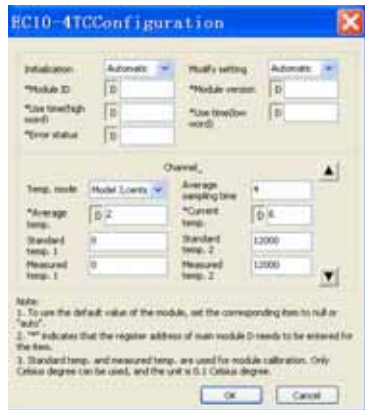 EC10-4TCConfiguration
Initialization Automatic Modify setting Automatic
*Module ID D *Module version D
*Use time(high word) D *Use time(low word) D
*Error status D
Channel_
Temp. mode Model J,centi Average sampling time 4
*Average temp. D 2 *Current temp. D 6
Standard temp. 1 0 Standard temp. 2 12000
Measured temp. 1 0 Measured temp. 2 12000
Note:
1. To use the default value of the module, set the corresponding item to null or
"auto".
2. "*" indicates that the register address of main module D needs to be entered for
the item.
3. Standard temp. and measured temp. are used for module calibration. Only
Celsius degree can be used, and the unit is 0.1 Celsius degree.
OK Cancel